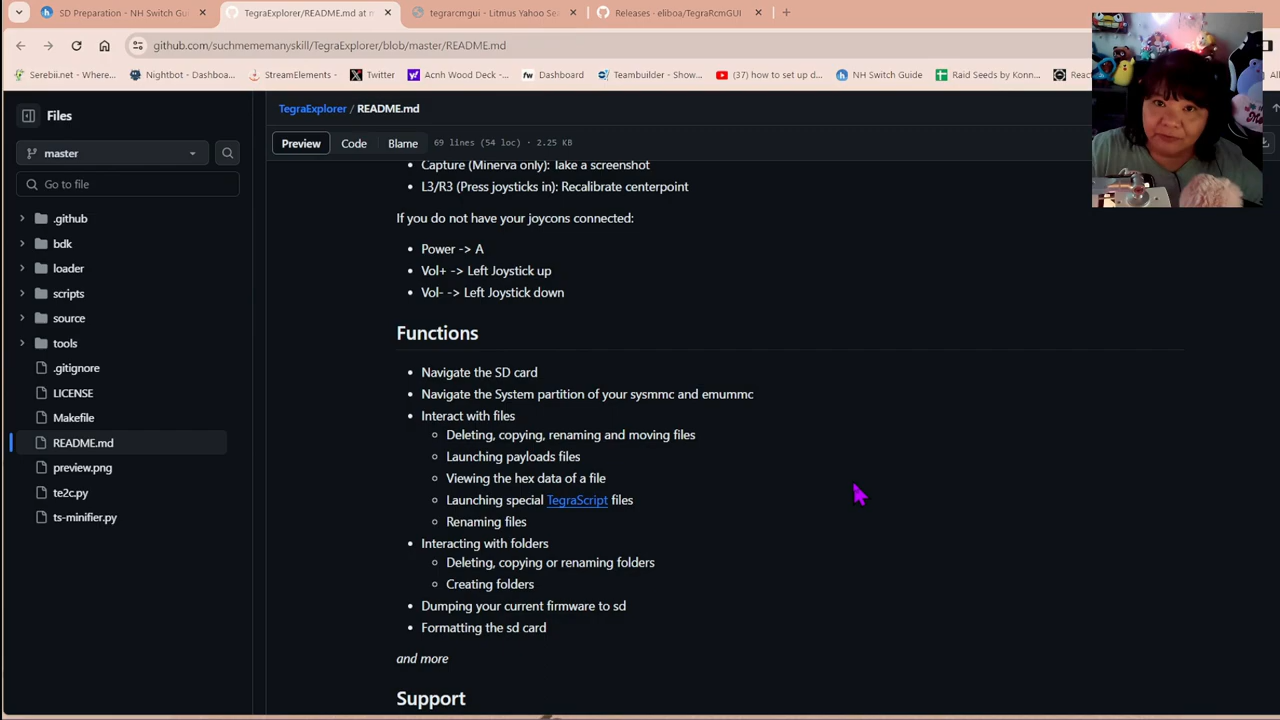 SD Preparation - NH Switch Gui
TegraExplorer/README.md at m
tegrarcmgui - Litmus Yahoo Sea
Releases · eliboa/TegraRcmGUI
github.com/suchmememanyskill/TegraExplorer/blob/master/README.md
Serebii.net - Where...
Nightbot - Dashboa...
StreamElements -
Twitter
Acnh Wood Deck -...
Dashboard
Teambuilder - Show...
(37) how to set up d...
NH Switch Guide
Raid Seeds by Konn...
Files
TegraExplorer / README.md
Preview
Code
Blame
69 lines (54 loc) · 2.25 KB
master
Go to file
.github
bdk
loader
scripts
source
tools
.gitignore
LICENSE
Makefile
README.md
preview.png
te2c.py
ts-minifier.py
Capture (Minerva only): Take a screenshot
L3/R3 (Press joysticks in): Recalibrate centerpoint
If you do not have your joycons connected:
Power -> A
Vol+ -> Left Joystick up
Vol- -> Left Joystick down
Functions
Navigate the SD card
Navigate the System partition of your sysmmc and emummc
Interact with files
Deleting, copying, renaming and moving files
Launching payloads files
Viewing the hex data of a file
Launching special TegraScript files
Renaming files
Interacting with folders
Deleting, copying or renaming folders
Creating folders
Dumping your current firmware to sd
Formatting the sd card
and more
Support